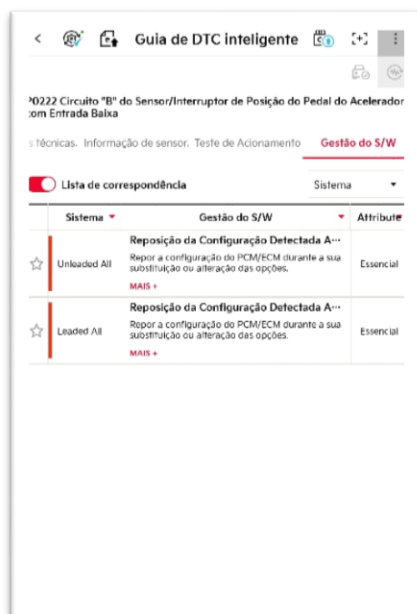 Guia de DTC inteligente
P0222 Circuito "B" do Sensor/Interruptor de Posição do Pedal do Acelerador
com Entrada Baixa
s técnicas. Informação de sensor. Teste de Acionamento Gestão do S/W
Lista de correspondência Sistema
Sistema Gestão do S/W Attribute
Reposição da Configuração Detectada A...
Unleaded All Repor a configuração do PCM/ECM durante a sua Essencial
substituição ou alteração das opções.
MAIS +
Reposição da Configuração Detectada A...
Leaded All Repor a configuração do PCM/ECM durante a sua Essencial
substituição ou alteração das opções.
MAIS +